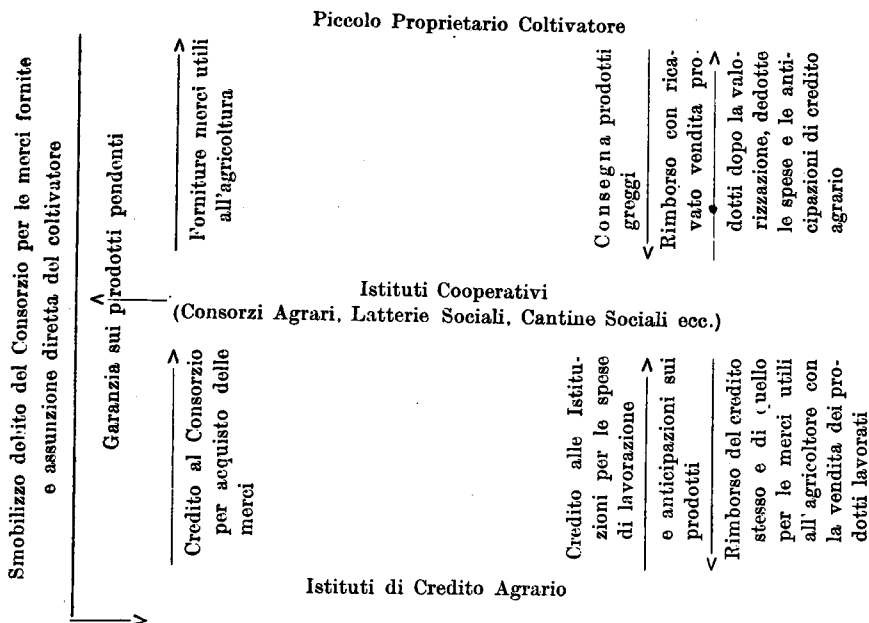 Piccolo Proprietario Coltivatore
Smobilizzo debito del Consorzio per le merci fornite
e assunzione diretta del coltivatore
Garanzia sui prodotti pendenti
Forniture merci utili
all'agricoltura
Consegna prodotti
greggi
Rimborso con rica-
vato vendita pro-
dotti dopo la valo-
rizzazione, dedotte
le spese e le anti-
cipazioni di credito
agrario
Istituti Cooperativi
(Consorzi Agrari, Latterie Sociali, Cantine Sociali ecc.)
Credito al Consorzio
per acquisto delle
merci
Credito alle Istitu-
zioni per le spese
di lavorazione
e anticipazioni sui
prodotti
Rimborso del credito
stesso e di quello
per le merci utili
all'agricoltore con
la vendita dei pro-
dotti lavorati
Istituti di Credito Agrario